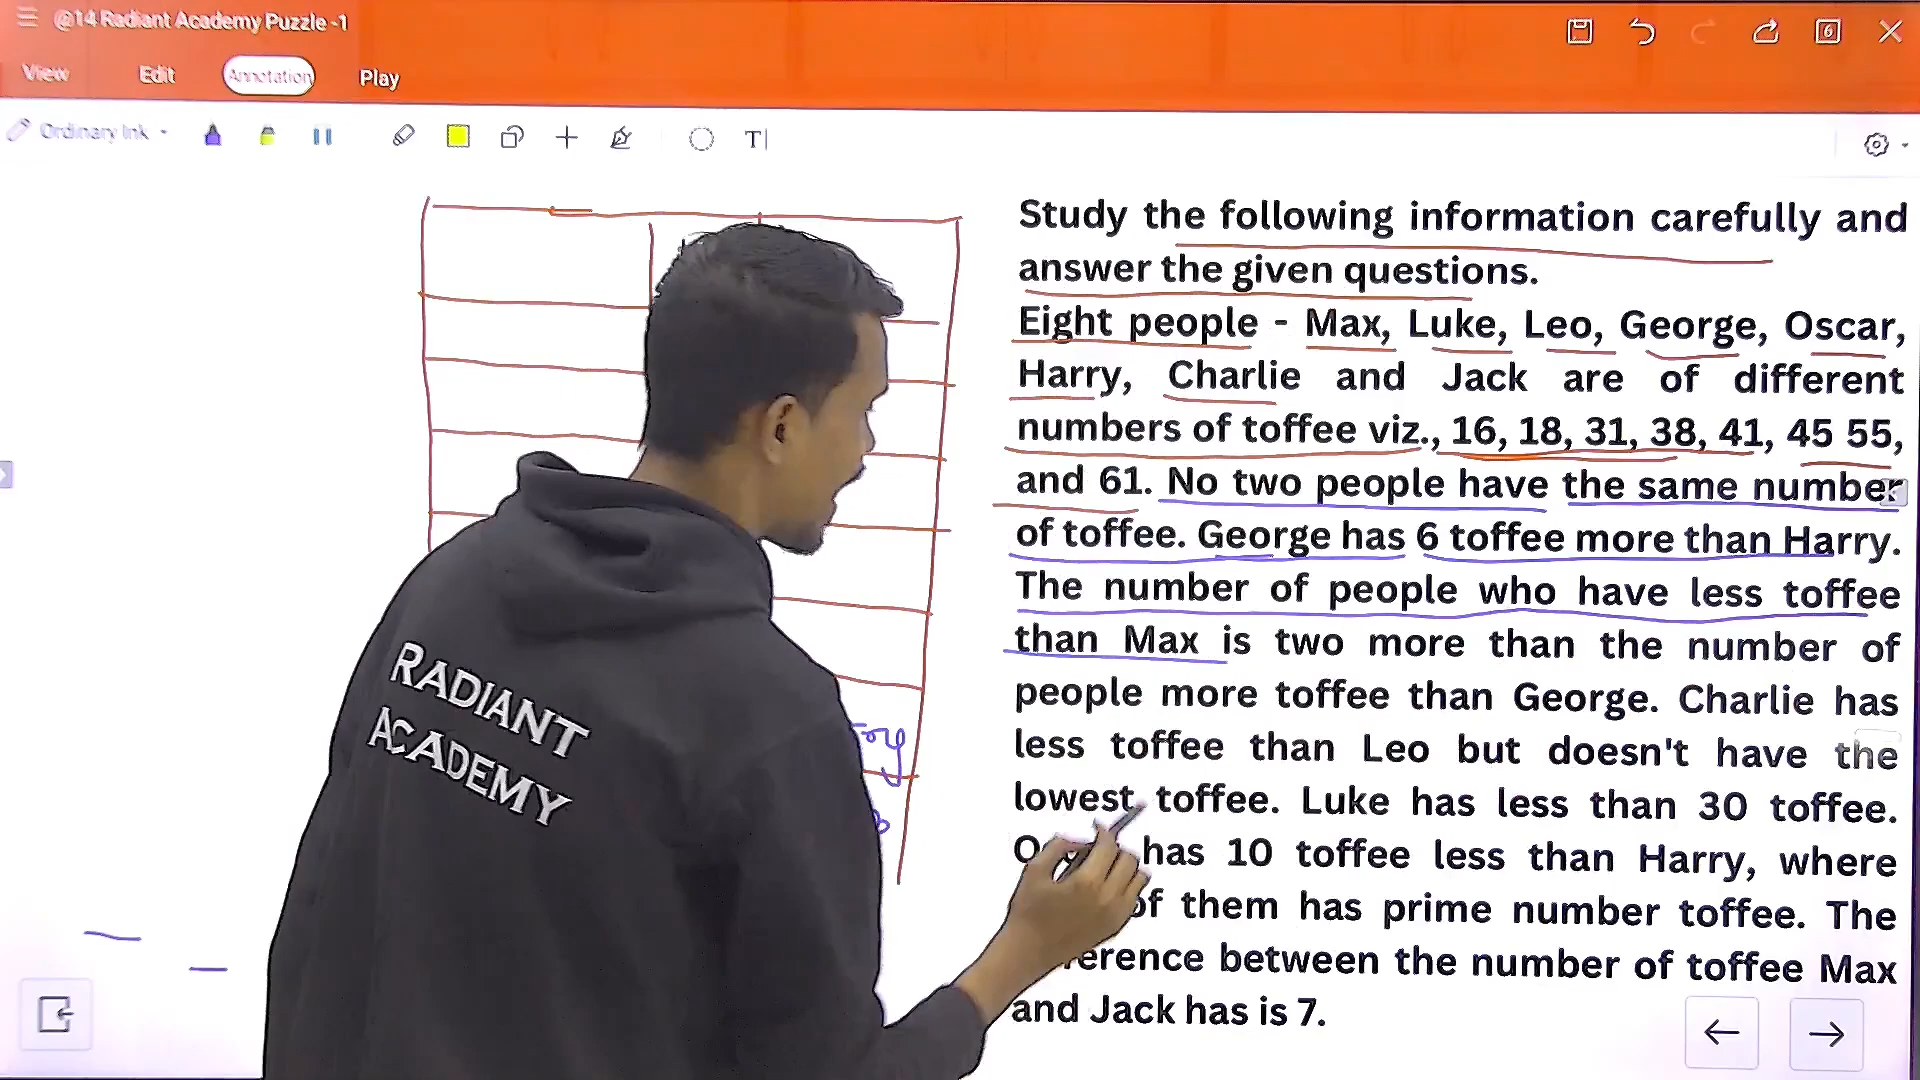 @14 Radiant Academy Puzzle -1
View Edit Annotation Play
Ordinary Ink
T|
6
Study the following information carefully and
answer the given questions.
Eight people - Max, Luke, Leo, George, Oscar,
Harry, Charlie and Jack are of different
numbers of toffee viz., 16, 18, 31, 38, 41, 45 55,
and 61. No two people have the same number
of toffee. George has 6 toffee more than Harry.
The number of people who have less toffee
than Max is two more than the number of
people more toffee than George. Charlie has
less toffee than Leo but doesn't have the
lowest toffee. Luke has less than 30 toffee.
has 10 toffee less than Harry, where
of them has prime number toffee. The
between the number of toffee Max
and Jack has is 7.
RADIANT
ACADEMY